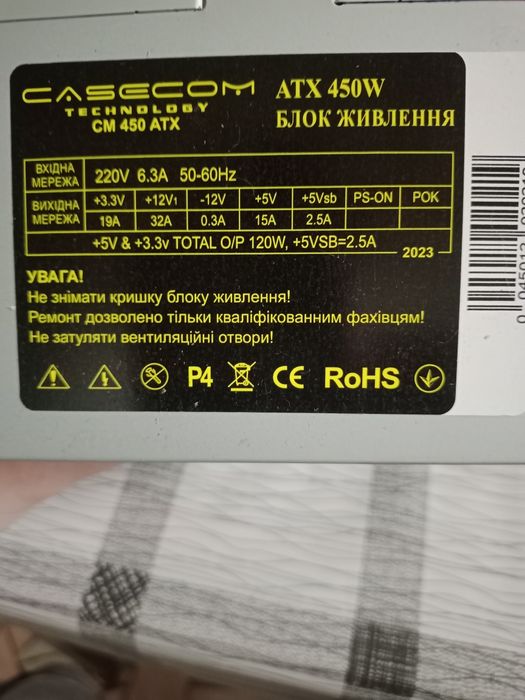 CASECOM
TECHNOLOGY
CM 450 ATX
ATX 450W
БЛОК ЖИВЛЕННЯ
ВХІДНА МЕРЕЖА 220V 6.3A 50-60Hz
ВИХІДНА МЕРЕЖА +3.3V +12V1 -12V +5V +5Vsb PS-ON POK
19A 32A 0.3A 15A 2.5A
+5V & +3.3v TOTAL O/P 120W, +5VSB=2.5A
2023
УВАГА!
Не знімати кришку блоку живлення!
Ремонт дозволено тільки кваліфікованним фахівцям!
Не затуляти вентиляційні отвори!
P4 CE RoHS